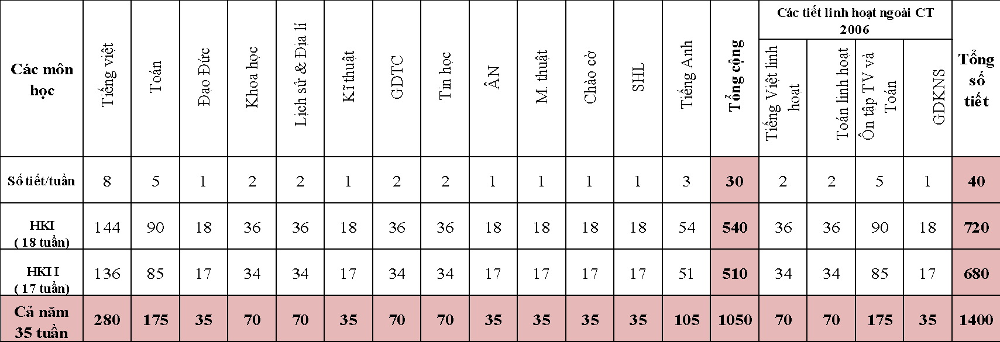 Các môn học
Tiếng việt
Toán
Đạo Đức
Khoa học
Lịch sử & Địa lí
Kĩ thuật
GDTC
Tin học
ÂN
M. thuật
Chào cờ
SHL
Tiếng Anh
Tổng cộng
Các tiết linh hoạt ngoài CT
2006
Tiếng Việt linh
hoạt
Toán linh hoạt
Ôn tập TV và
Toán
GDKNS
Tổng
số
tiết
Số tiết/tuần 8 5 1 2 2 1 2 2 1 1 1 1 3 30 2 2 5 1 40
HKI
( 18 tuần) 144 90 18 36 36 18 36 36 18 18 18 18 54 540 36 36 90 18 720
HKI I
( 17 tuần) 136 85 17 34 34 17 34 34 17 17 17 17 51 510 34 34 85 17 680
Cả năm
35 tuần 280 175 35 70 70 35 70 70 35 35 35 35 105 1050 70 70 175 35 1400